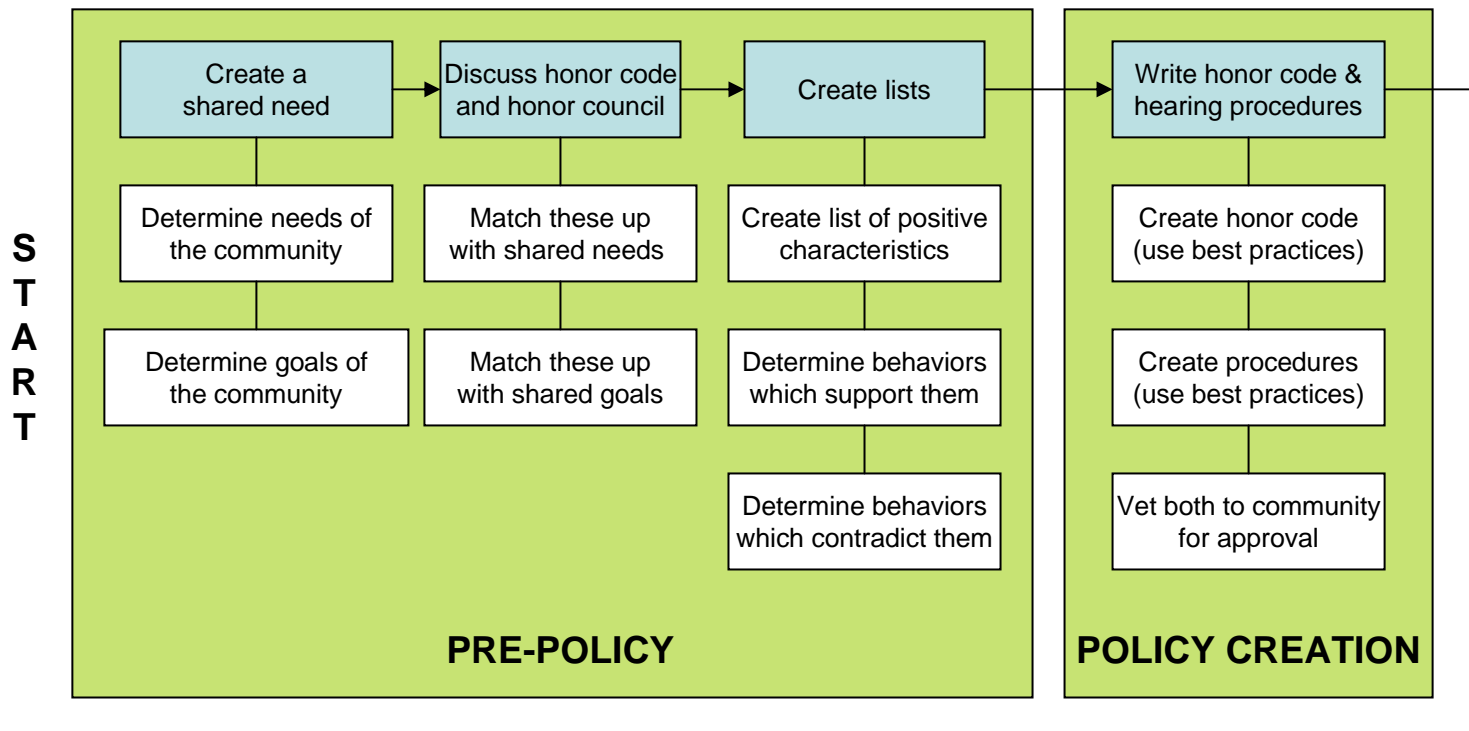 START
Create a
shared need
Determine needs of
the community
Determine goals of
the community
Discuss honor code
and honor council
Match these up
with shared needs
Match these up
with shared goals
Create lists
Create list of positive
characteristics
Determine behaviors
which support them
Determine behaviors
which contradict them
PRE-POLICY
Write honor code &
hearing procedures
Create honor code
(use best practices)
Create procedures
(use best practices)
Vet both to community
for approval
POLICY CREATION